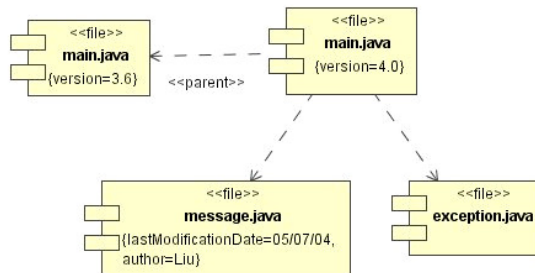 <<file>>
main.java
{version=3.6}
<<parent>>
<<file>>
main.java
{version=4.0}
<<file>>
message.java
{lastModificationDate=05/07/04,
author=Liu}
<<file>>
exception.java